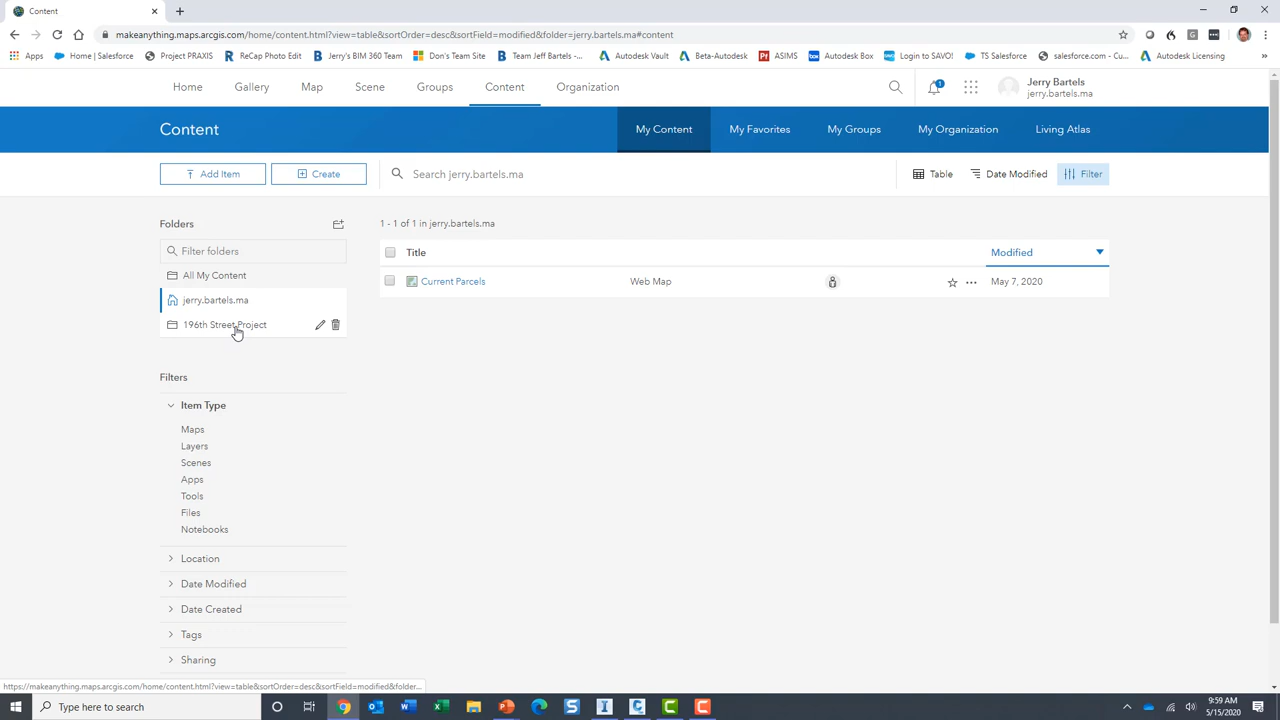 Content
makeanything.maps.arcgis.com/home/content.html?view=table&sortOrder=desc&sortField=modified&folder=jerry.bartels.ma#content
Apps
Home | Salesforce
Project PRAXIS
ReCap Photo Edit
Jerry's BIM 360 Team
Don's Team Site
Team Jeff Bartels -...
Autodesk Vault
Beta-Autodesk
ASIMS
Autodesk Box
Login to SAVO!
TS Salesforce
salesforce.com - Cu...
Autodesk Licensing
Home
Gallery
Map
Scene
Groups
Content
Organization
1
Jerry Bartels
jerry.bartels.ma
Content
My Content
My Favorites
My Groups
My Organization
Living Atlas
Add Item
Create
Search jerry.bartels.ma
Table
Date Modified
Filter
Folders
1 - 1 of 1 in jerry.bartels.ma
Filter folders
Title
Modified
All My Content
Current Parcels
Web Map
May 7, 2020
jerry.bartels.ma
196th Street Project
Filters
Item Type
Maps
Layers
Scenes
Apps
Tools
Files
Notebooks
Location
Date Modified
Date Created
Tags
Sharing
https://makeanything.maps.arcgis.com/home/content.html?view=table&sortOrder=desc&sortField=modified&folder...
Type here to search
9:59 AM
5/15/2020